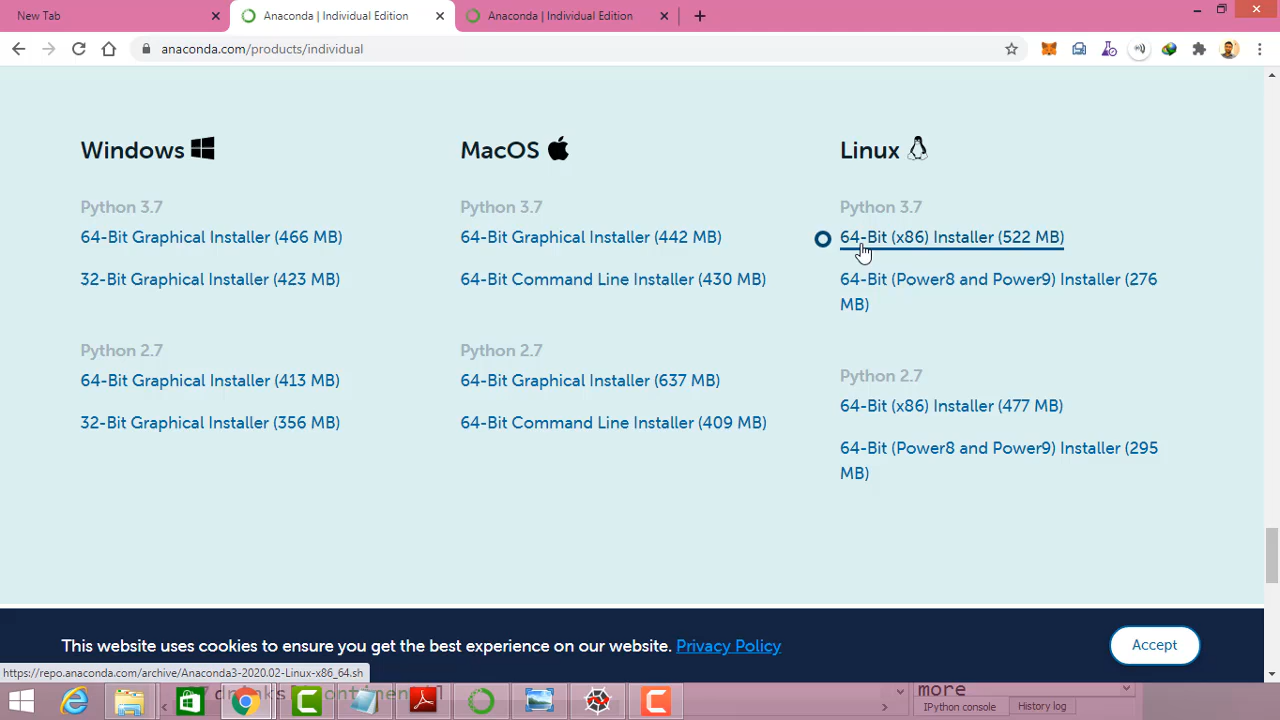 New Tab
Anaconda | Individual Edition
Anaconda | Individual Edition
anaconda.com/products/individual
Windows
Python 3.7
64-Bit Graphical Installer (466 MB)
32-Bit Graphical Installer (423 MB)
Python 2.7
64-Bit Graphical Installer (413 MB)
32-Bit Graphical Installer (356 MB)
MacOS
Python 3.7
64-Bit Graphical Installer (442 MB)
64-Bit Command Line Installer (430 MB)
Python 2.7
64-Bit Graphical Installer (637 MB)
64-Bit Command Line Installer (409 MB)
Linux
Python 3.7
64-Bit (x86) Installer (522 MB)
64-Bit (Power8 and Power9) Installer (276
MB)
Python 2.7
64-Bit (x86) Installer (477 MB)
64-Bit (Power8 and Power9) Installer (295
MB)
This website uses cookies to ensure you get the best experience on our website. Privacy Policy
Accept
https://repo.anaconda.com/archive/Anaconda3-2020.02-Linux-x86_64.sh
more
IPython console
History log